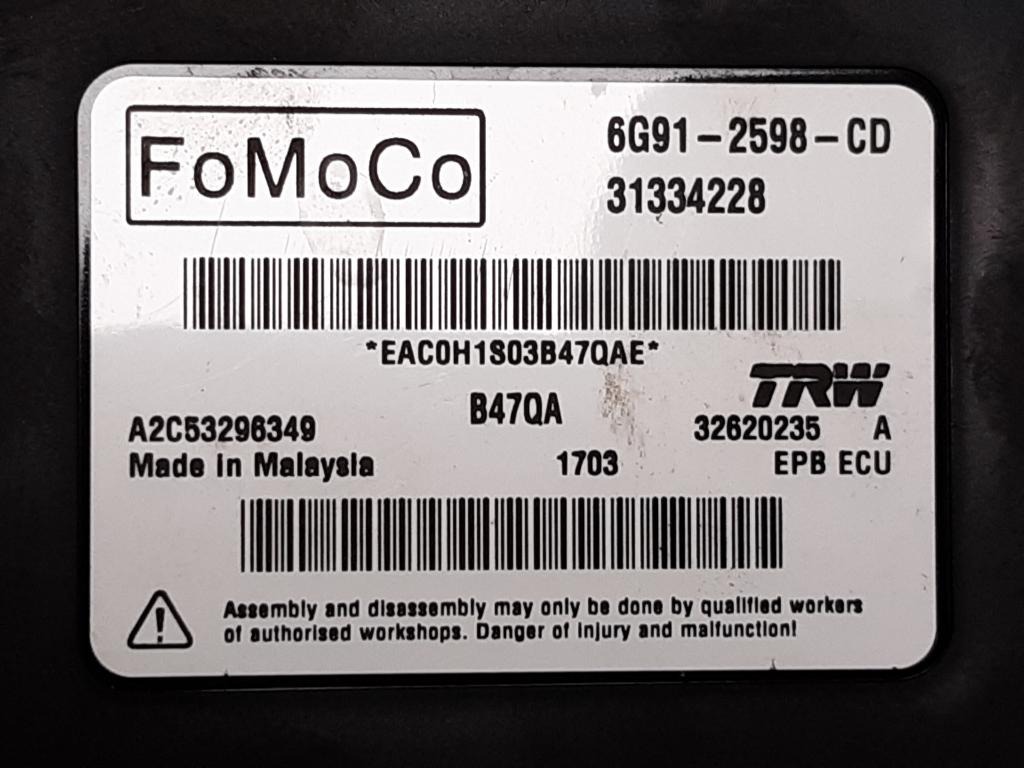 FoMoCo
6G91-2598-CD
31334228
*EAC0H1S03B47QAE*
TRW
B47QA
A2C53296349
32620235 A
Made in Malaysia
1703
EPB ECU
Assembly and disassembly may only be done by qualified workers
of authorised workshops. Danger of injury and malfunction!